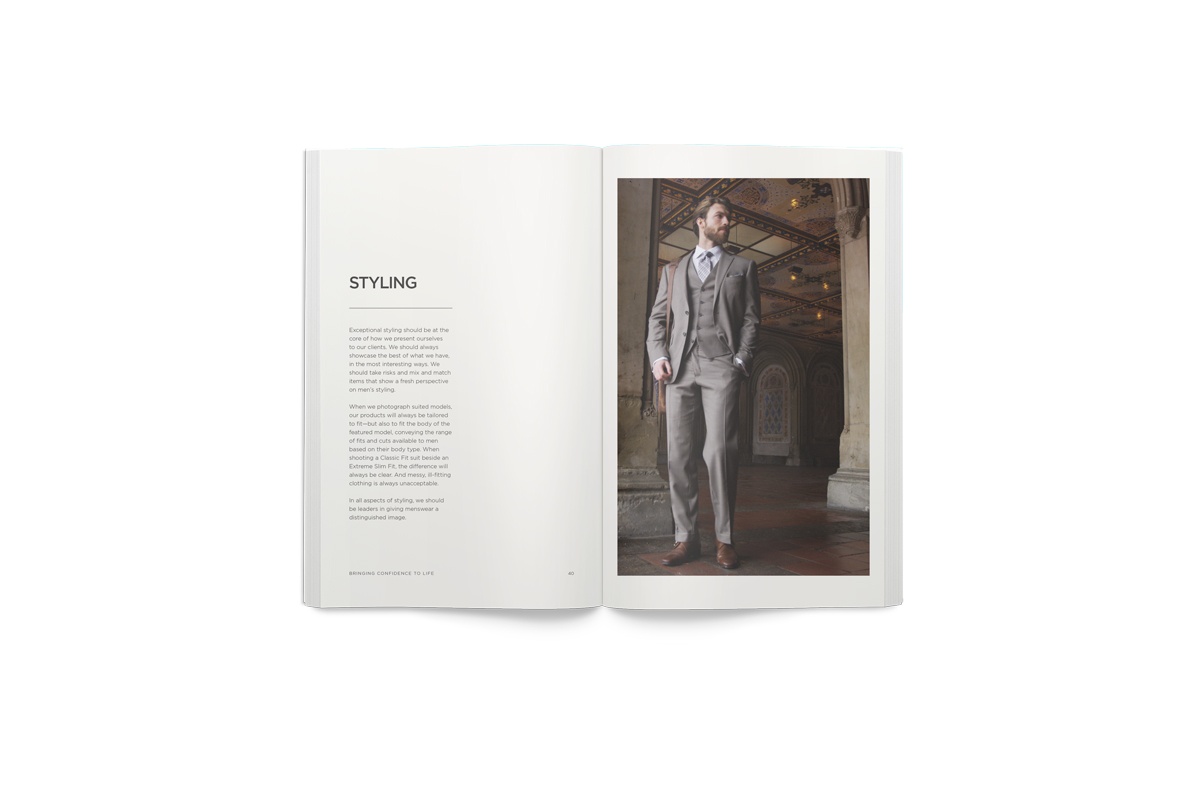 STYLING
Exceptional styling should be at the
core of how we present ourselves
to our clients. We should always
showcase the best of what we have,
in the most interesting ways. We
should take risks and mix and match
items that show a fresh perspective
on men's styling.
When we photograph suited models,
our products will always be tailored
to fit—but also to fit the body of the
featured model, conveying the range
of fits and cuts available to men
based on their body type. When
shooting a Classic Fit suit beside an
Extreme Slim Fit, the difference will
always be clear. And messy, ill-fitting
clothing is always unacceptable.
In all aspects of styling, we should
be leaders in giving menswear a
distinguished image.
BRINGING CONFIDENCE TO LIFE
40